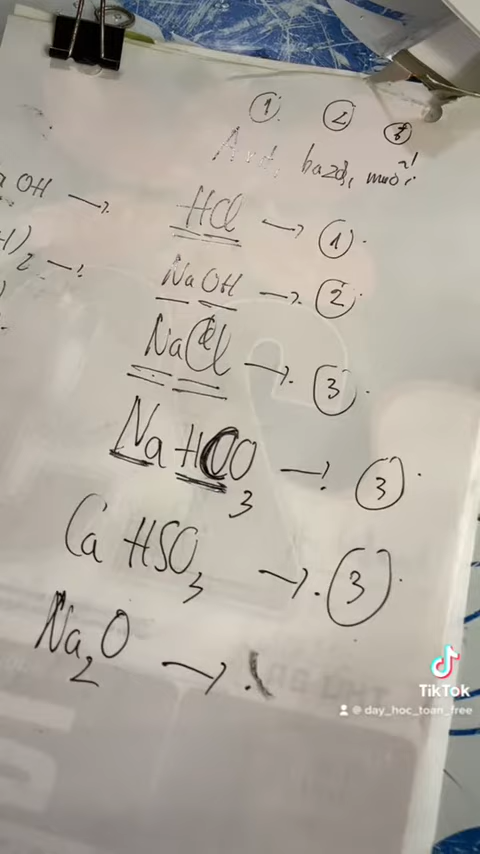 ① ② ③
Axit, bazơ, muối
OH → HCl → ①.
)₂ → NaOH → ②.
NaCl → ③.
NaHCO₃ → ③.
CaHSO₃ → ③.
Na₂O →
TikTok
@day_hoc_toan_free